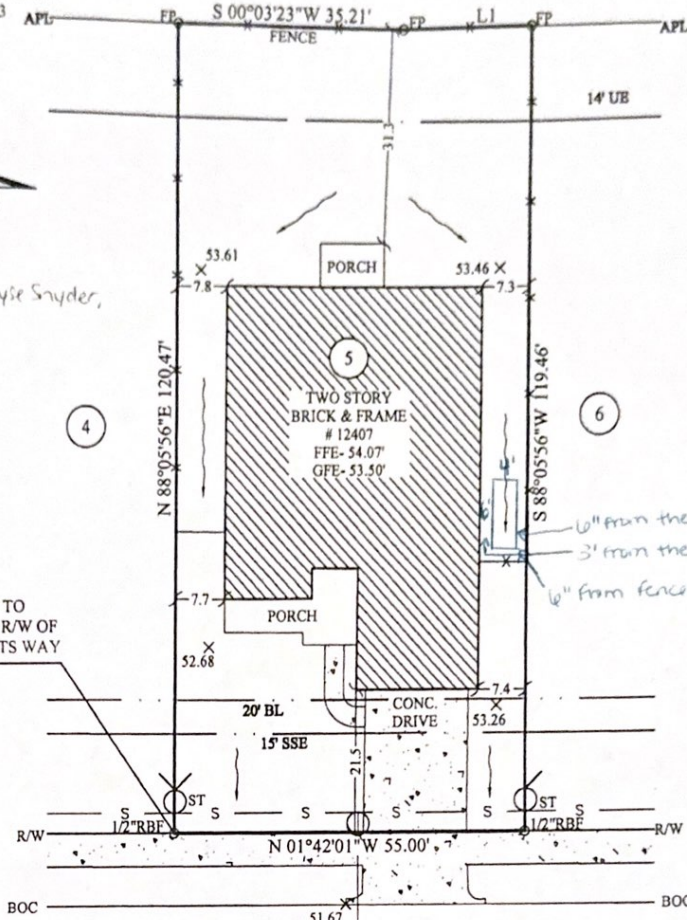 3
APL
FP
S 00°03'23"W 35.21'
L1
FP
APL
FENCE
14' UE
31.3
53.61
PORCH
53.46
7.8
7.3
Snyder,
5
TWO STORY
BRICK & FRAME
# 12407
FFE- 54.07'
GFE- 53.50'
4
6
N 88°05'56"E 120.47'
S 88°05'56"W 119.46'
4'
6'
6" from the
3' from the
6" from fence
7.7
PORCH
TO
R/W OF
TS WAY
52.68
7.4
20' BL
CONC.
DRIVE
53.26
15' SSE
21.5
ST
ST
S S S S S S
1/2"RBF
1/2"RBF
R/W
R/W
N 01°42'01"W 55.00'
BOC
BOC
51.67